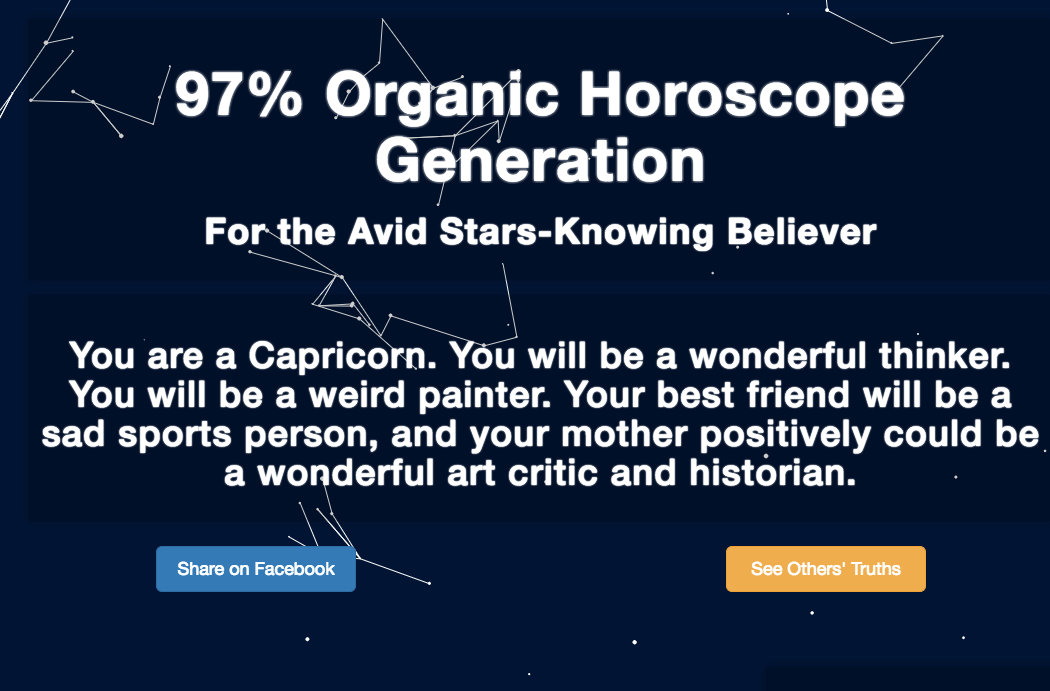 97% Organic Horoscope
Generation
For the Avid Stars-Knowing Believer
You are a Capricorn. You will be a wonderful thinker.
You will be a weird painter. Your best friend will be a
sad sports person, and your mother positively could be
a wonderful art critic and historian.
Share on Facebook
See Others' Truths